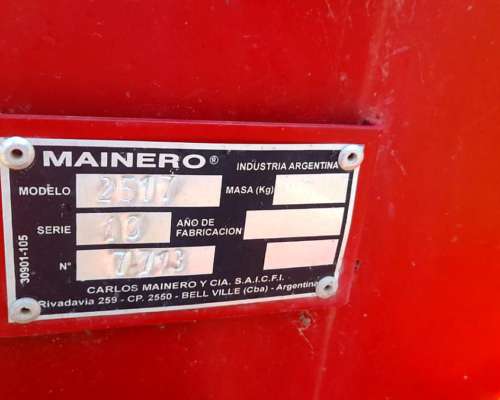 MAINERO® INDUSTRIA ARGENTINA
MODELO 2517 MASA (Kg)
SERIE 10 AÑO DE FABRICACION
N° 7773
CARLOS MAINERO Y CIA. S.A.I.C.F.I.
Rivadavia 259 - CP. 2550 - BELL VILLE (Cba) - Argentina
30901-105